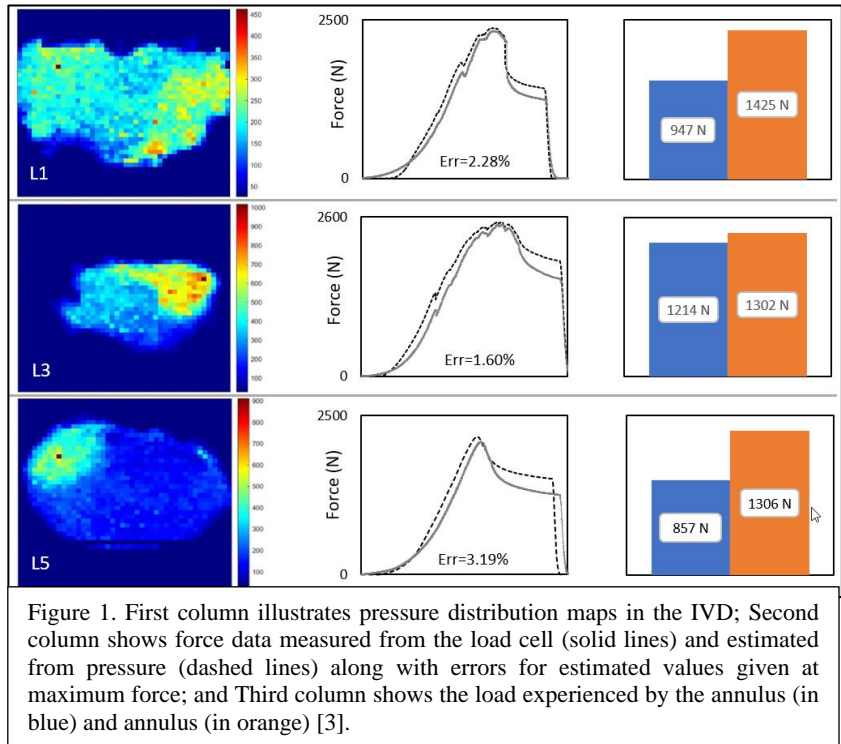 450
400
350
300
250
200
150
100
50
L1
2500
Force (N)
0
Err=2.28%
947 N
1425 N
1000
900
800
700
600
500
400
300
200
100
L3
2600
Force (N)
0
Err=1.60%
1214 N
1302 N
900
800
700
600
500
400
300
200
100
L5
2500
Force (N)
0
Err=3.19%
857 N
1306 N
Figure 1. First column illustrates pressure distribution maps in the IVD; Second
column shows force data measured from the load cell (solid lines) and estimated
from pressure (dashed lines) along with errors for estimated values given at
maximum force; and Third column shows the load experienced by the annulus (in
blue) and annulus (in orange) [3].